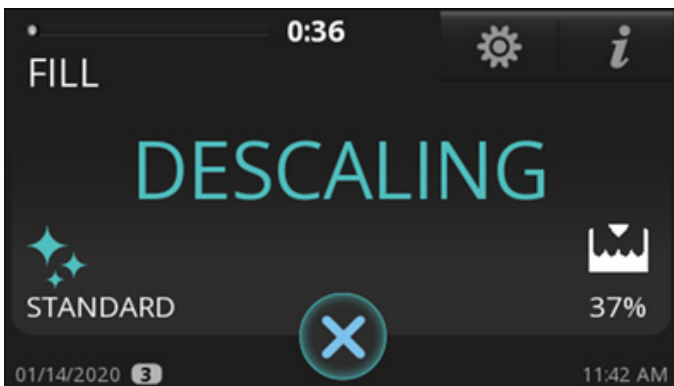 0:36
i
FILL
DESCALING
STANDARD
37%
01/14/2020 3
11:42 AM